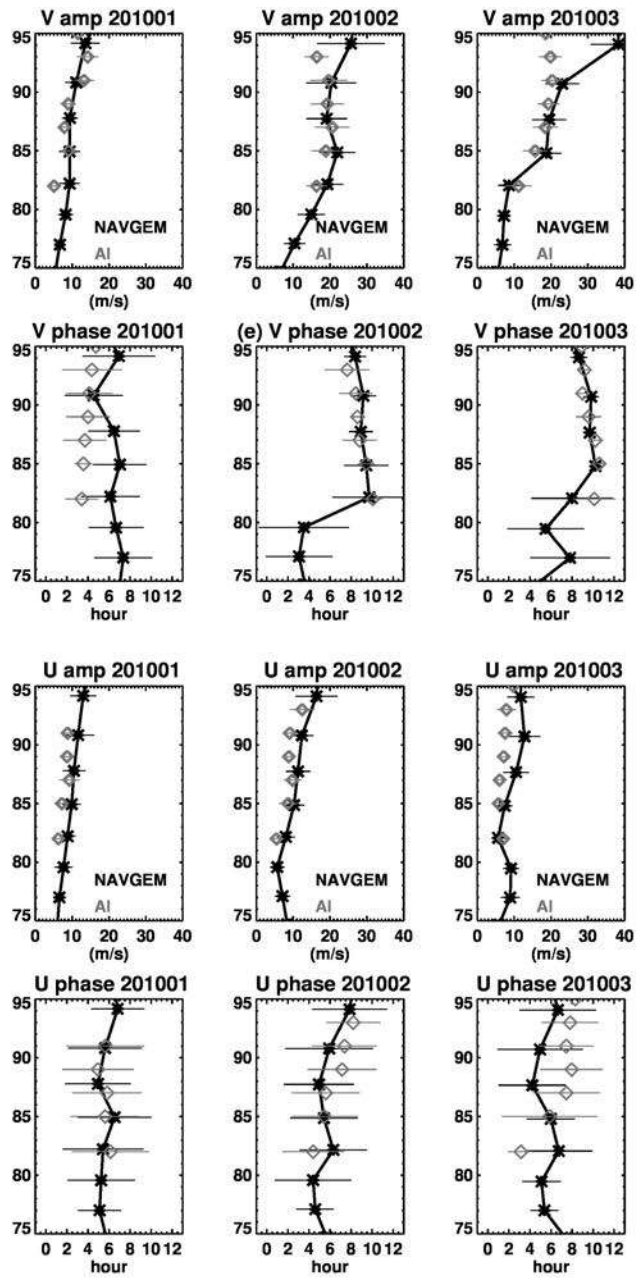 V amp 201001 V amp 201002 V amp 201003
95 95 95
90 90 90
85 85 85
80 80 80
75 75 75
NAVGEM NAVGEM NAVGEM
AI AI AI
0 10 20 30 40 0 10 20 30 40 0 10 20 30 40
(m/s) (m/s) (m/s)
V phase 201001 (e) V phase 201002 V phase 201003
95 95 95
90 90 90
85 85 85
80 80 80
75 75 75
0 2 4 6 8 10 12 0 2 4 6 8 10 12 0 2 4 6 8 10 12
hour hour hour
U amp 201001 U amp 201002 U amp 201003
95 95 95
90 90 90
85 85 85
80 80 80
75 75 75
NAVGEM NAVGEM NAVGEM
AI AI AI
0 10 20 30 40 0 10 20 30 40 0 10 20 30 40
(m/s) (m/s) (m/s)
U phase 201001 U phase 201002 U phase 201003
95 95 95
90 90 90
85 85 85
80 80 80
75 75 75
0 2 4 6 8 10 12 0 2 4 6 8 10 12 0 2 4 6 8 10 12
hour hour hour